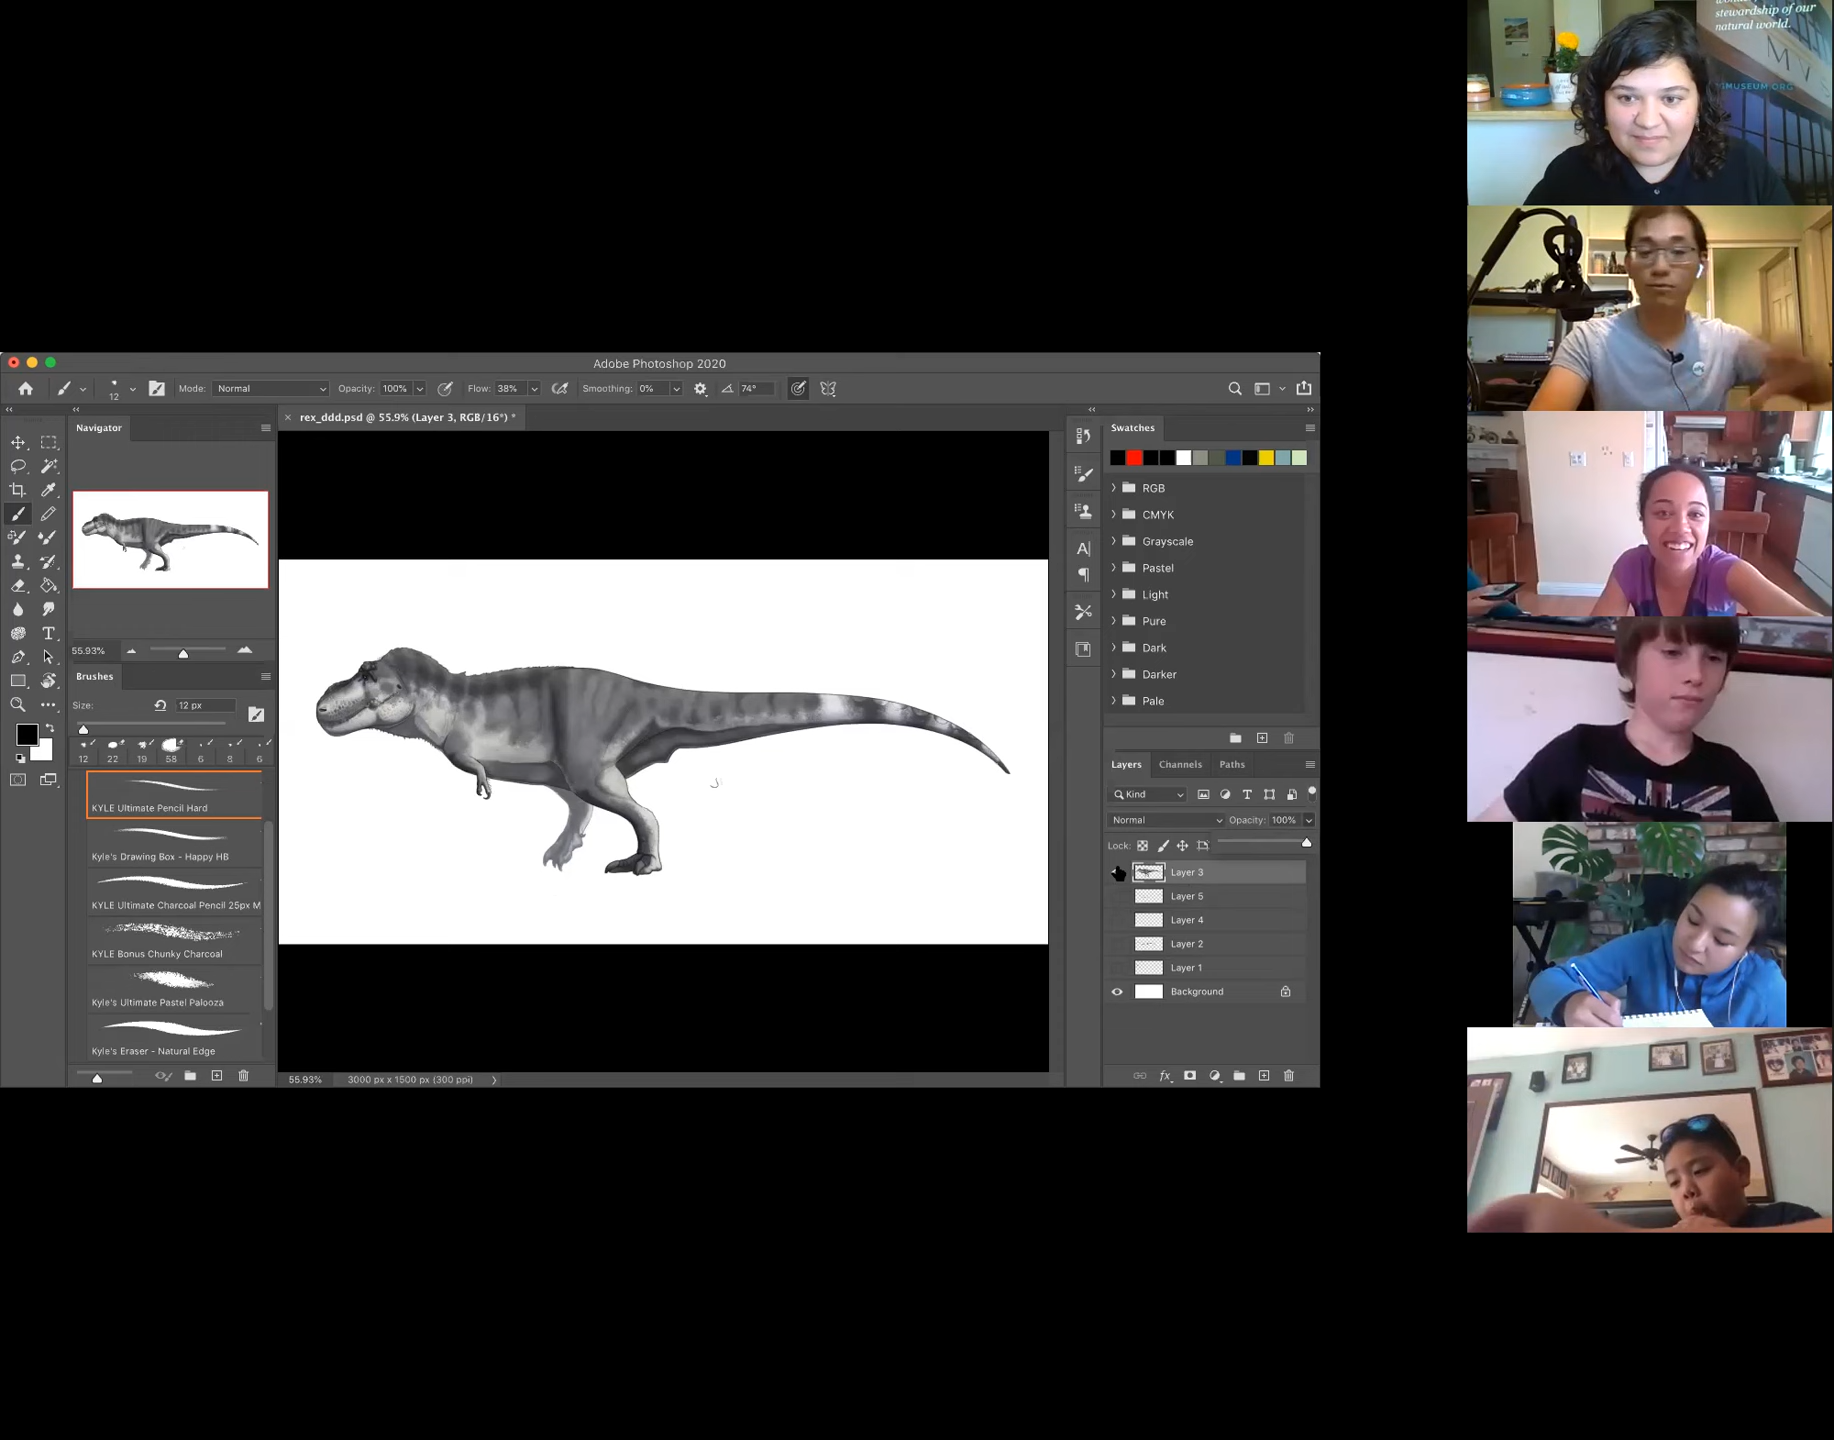 stewardship of our
natural world.
MUSEUM.ORG
Adobe Photoshop 2020
12
Mode: Normal
Opacity: 100%
Flow: 38%
Smoothing: 0%
74°
rex_ddd.psd @ 55.9% (Layer 3, RGB/16*) *
Navigator
55.93%
Brushes
Size:
12 px
12 22 19 58 6 8 6
KYLE Ultimate Pencil Hard
Kyle's Drawing Box - Happy HB
KYLE Ultimate Charcoal Pencil 25px M
KYLE Bonus Chunky Charcoal
Kyle's Ultimate Pastel Palooza
Kyle's Eraser - Natural Edge
55.93%
3000 px x 1500 px (300 ppi)
Swatches
RGB
CMYK
Grayscale
Pastel
Light
Pure
Dark
Darker
Pale
Layers Channels Paths
Kind
Normal
Opacity: 100%
Lock:
Layer 3
Layer 5
Layer 4
Layer 2
Layer 1
Background